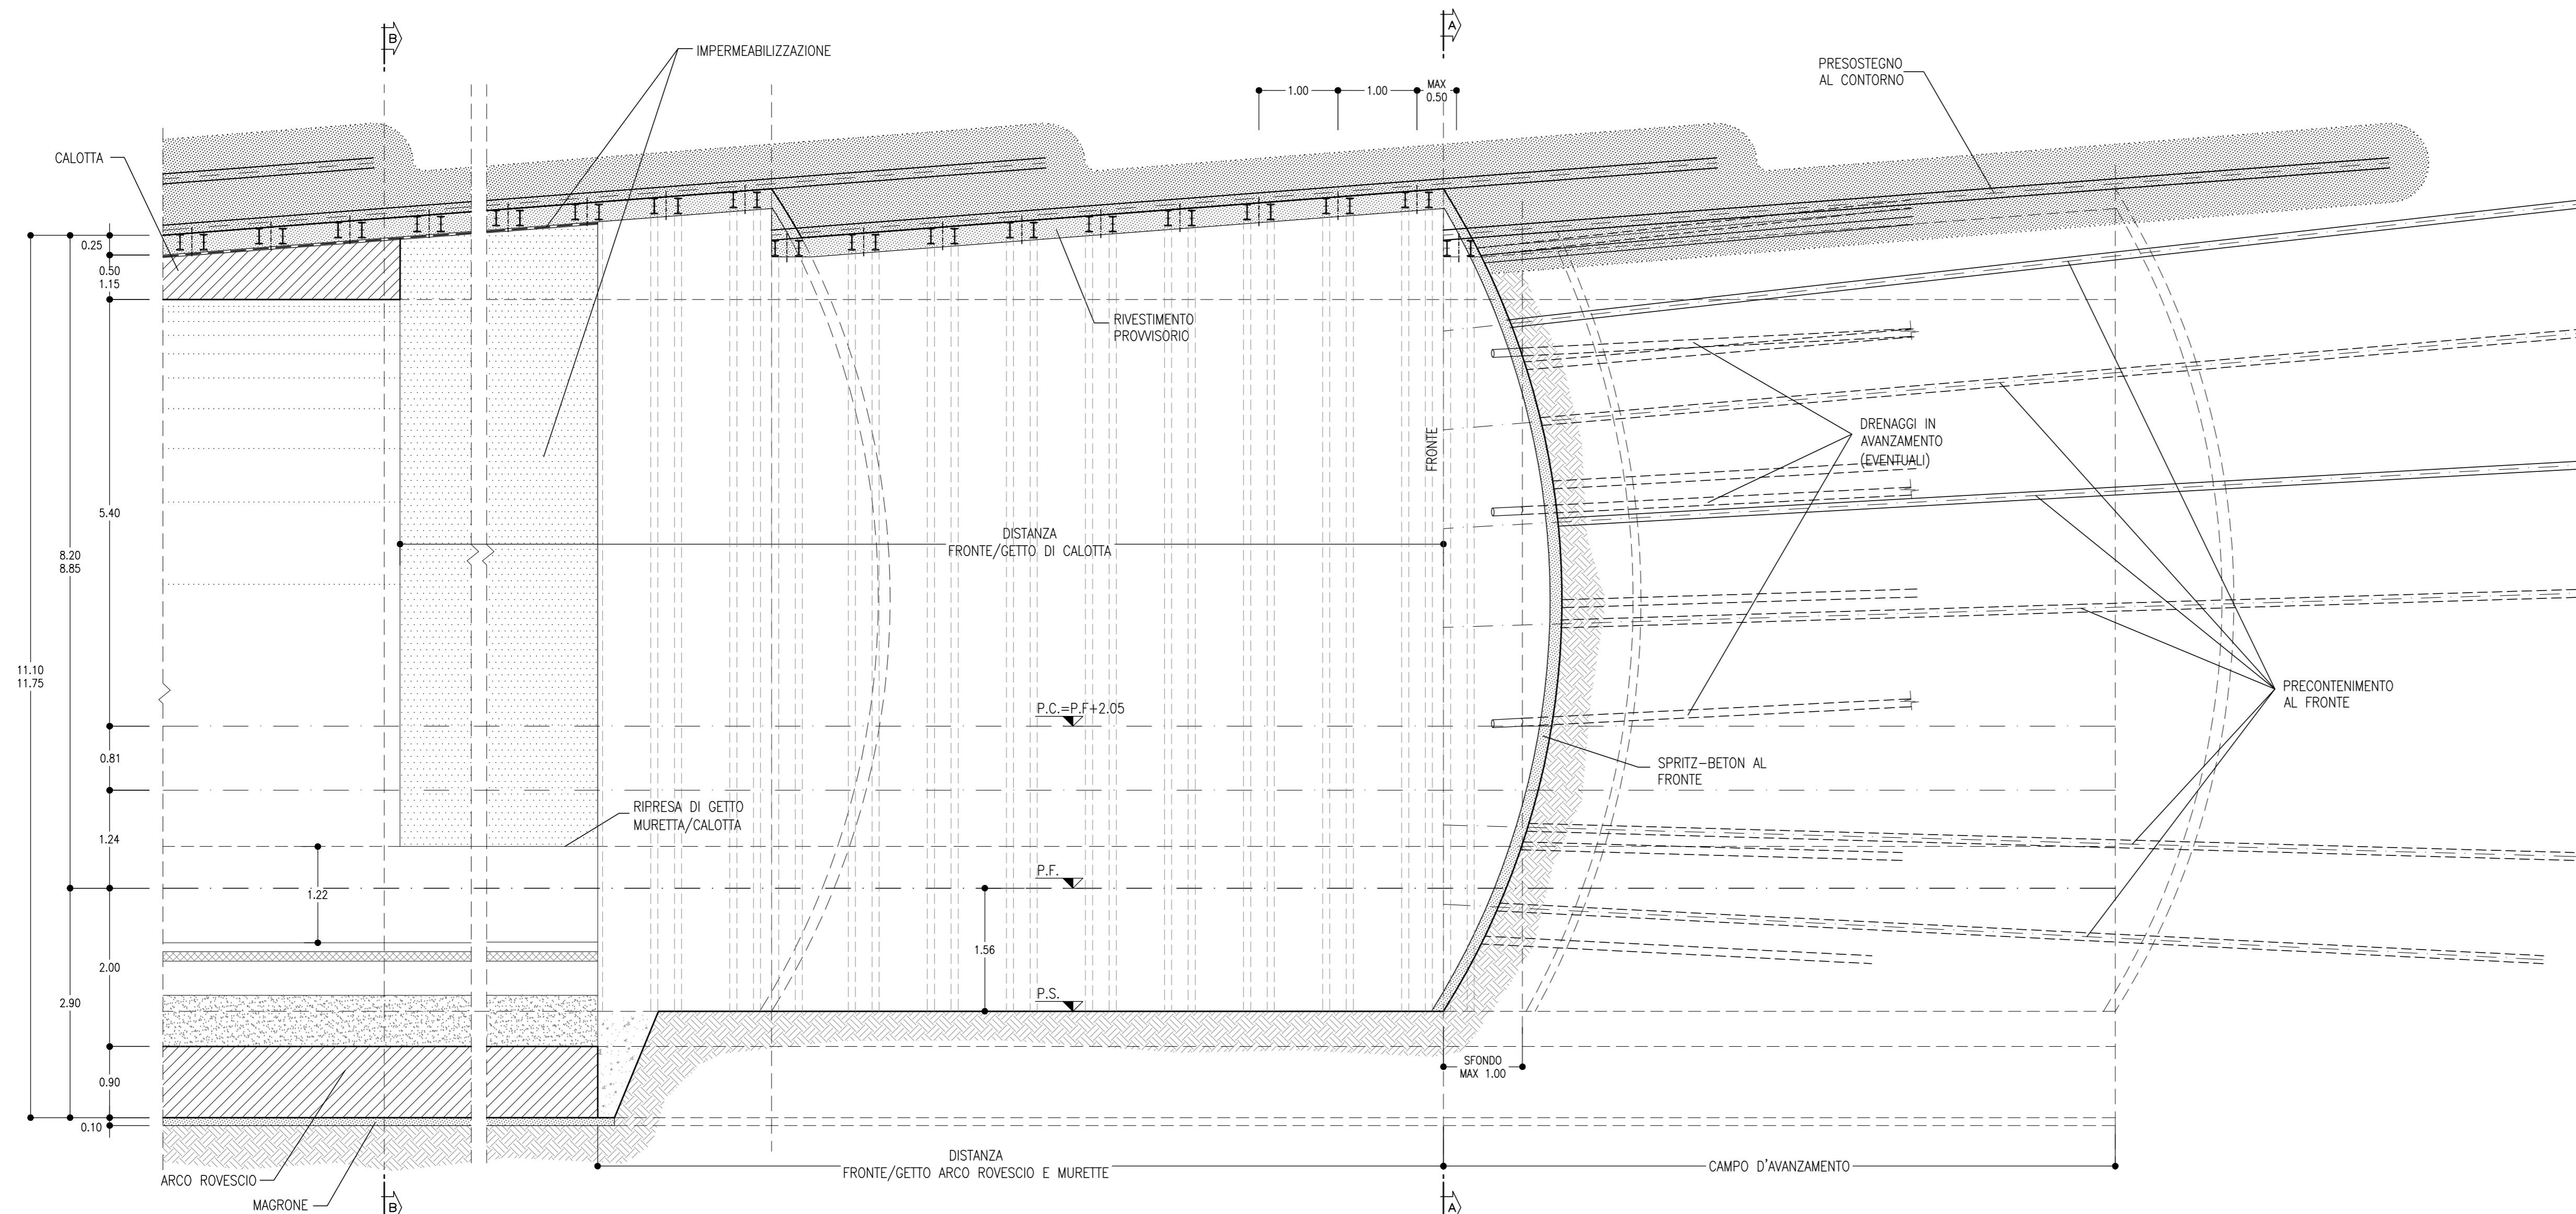 B
A
IMPERMEABILIZZAZIONE
PRESOSTEGNO
AL CONTORNO
1.00
1.00
MAX
0.50
CALOTTA
0.25
0.50
1.15
RIVESTIMENTO
PROVVISORIO
FRONTE
DRENAGGI IN
AVANZAMENTO
(EVENTUALI)
5.40
DISTANZA
FRONTE/GETTO DI CALOTTA
8.20
8.85
11.10
11.75
PRECONTENIMENTO
AL FRONTE
P.C.=P.F+2.05
0.81
SPRITZ-BETON AL
FRONTE
RIPRESA DI GETTO
MURETTA/CALOTTA
1.24
P.F.
1.22
1.56
2.00
P.S.
2.90
SFONDO
MAX 1.00
0.90
0.10
DISTANZA
FRONTE/GETTO ARCO ROVESCIO E MURETTE
CAMPO D'AVANZAMENTO
ARCO ROVESCIO
MAGRONE
B
A